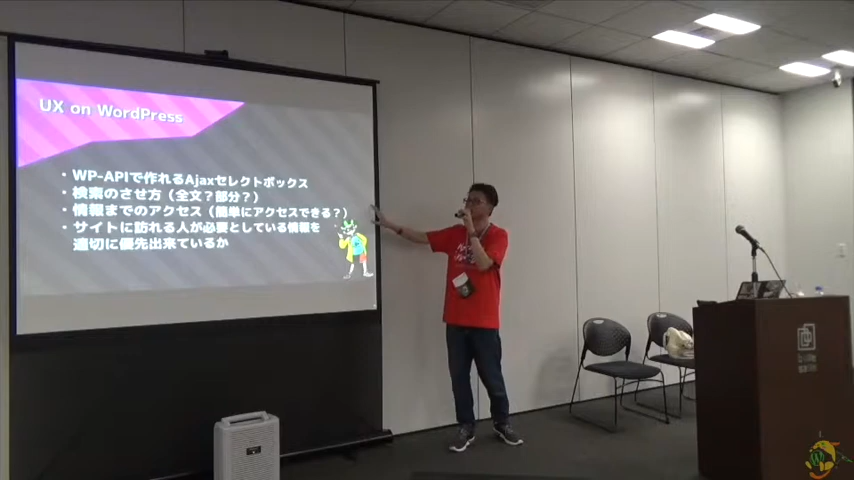 UX on WordPress
・WP-APIで作れるAjaxセレクトボックス
・検索のさせ方（全文？部分？）
・情報までのアクセス（簡単にアクセスできる？）
・サイトに訪れる人が必要としている情報を
適切に優先出来ているか